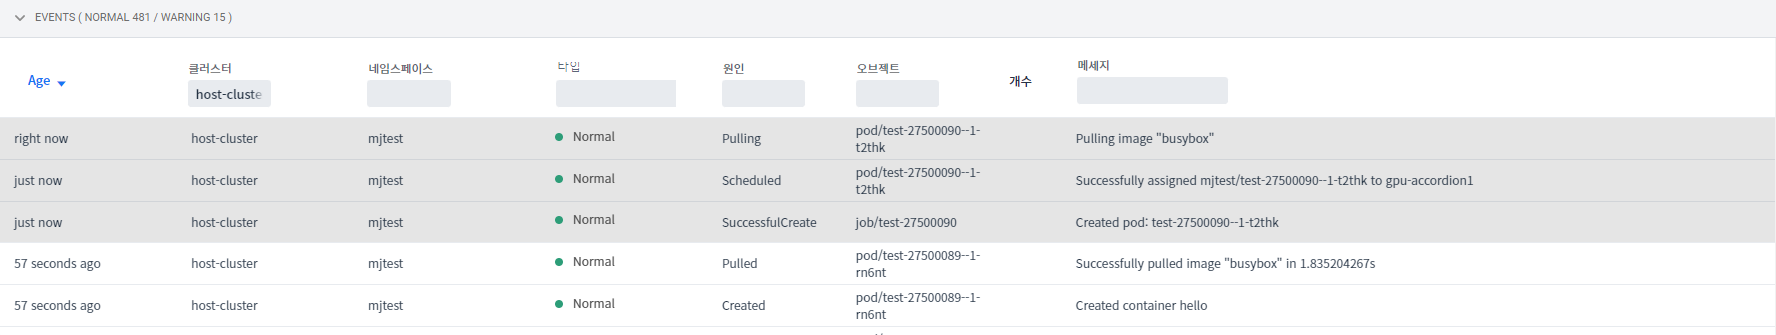 EVENTS ( NORMAL 481 / WARNING 15 )
Age 클러스터 네임스페이스 타입 원인 오브젝트 개수 메세지
host-cluste
right now host-cluster mjtest Normal Pulling pod/test-27500090--1- Pulling image "busybox"
t2thk
just now host-cluster mjtest Normal Scheduled pod/test-27500090--1- Successfully assigned mjtest/test-27500090--1-t2thk to gpu-accordion1
t2thk
just now host-cluster mjtest Normal SuccessfulCreate job/test-27500090 Created pod: test-27500090--1-t2thk
57 seconds ago host-cluster mjtest Normal Pulled pod/test-27500089--1- Successfully pulled image "busybox" in 1.835204267s
rn6nt
57 seconds ago host-cluster mjtest Normal Created pod/test-27500089--1- Created container hello
rn6nt